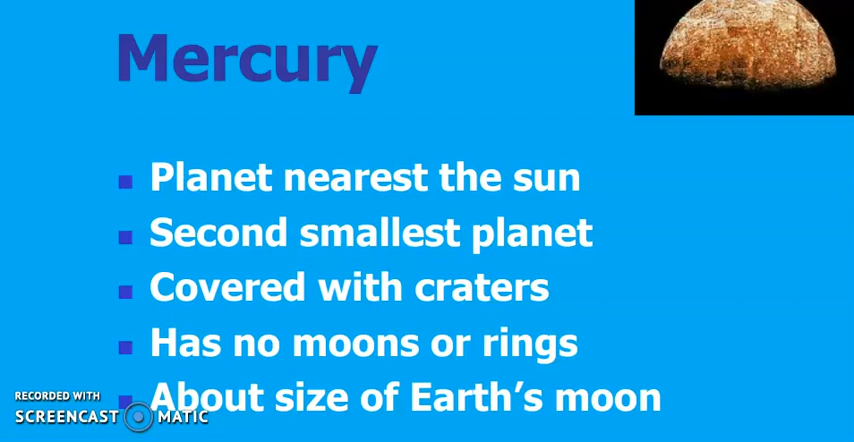 Mercury
Planet nearest the sun
Second smallest planet
Covered with craters
Has no moons or rings
About size of Earth's moon
RECORDED WITH
SCREENCAST MATIC